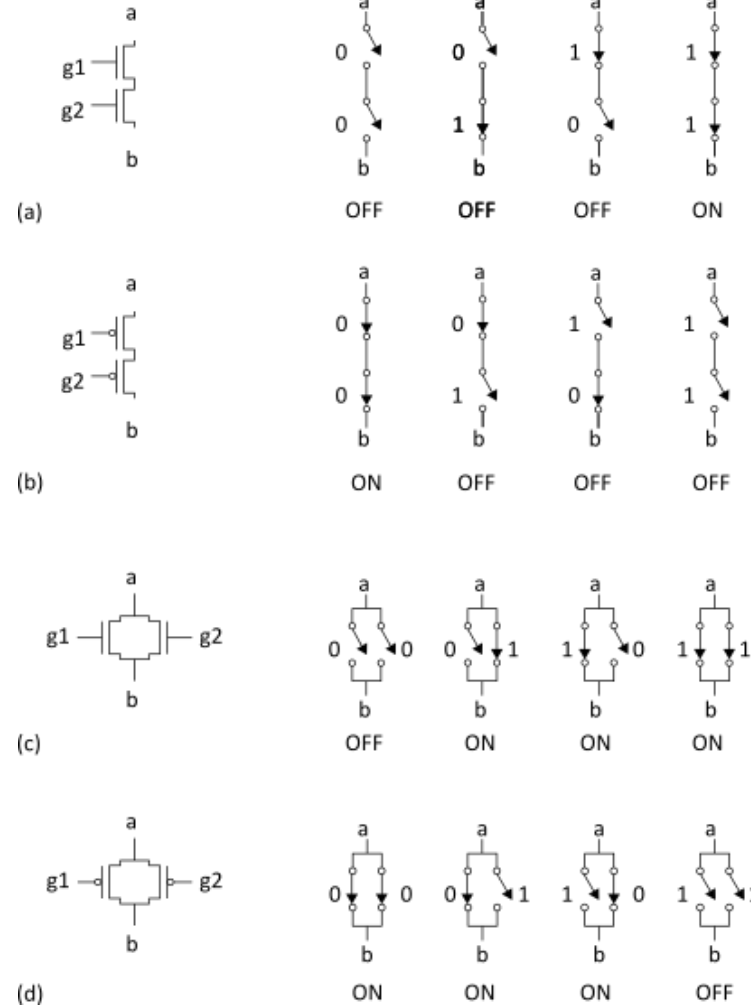 a a a a a
g1 0 0 1 1
g2 0 1 0 1
b b b b b
(a) OFF OFF OFF ON
a a a a a
g1 0 0 1 1
g2 0 1 0 1
b b b b b
(b) ON OFF OFF OFF
a a a a a
g1 g2 0 0 0 1 1 0 1 1
b b b b b
(c) OFF ON ON ON
a a a a a
g1 g2 0 0 0 1 1 0 1 1
b b b b b
(d) ON ON ON OFF